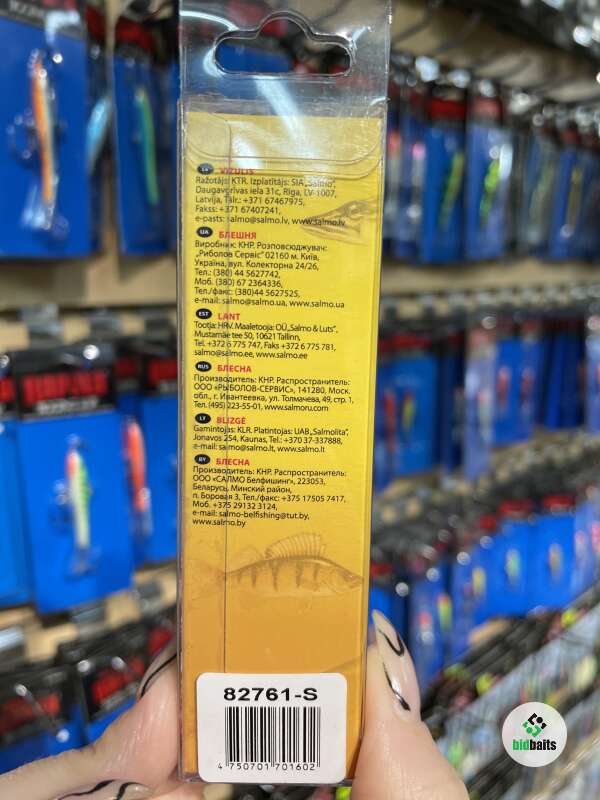 LV VIZULIS
Ražotājs: KTR. Izplatītājs: SIA „Salmo”,
Daugavgrīvas iela 31c, Rīga, LV-1007,
Latvija, Tālr.: +371 67467975,
Fakss: +371 67407241,
e-pasts: salmo@salmo.lv, www.salmo.lv
UA БЛЕШНЯ
Виробник: КНР. Розповсюджувач:
„Риболов Сервіс” 02160 м. Київ,
Україна, вул. Колекторна 24/26,
Тел.: (380) 44 5627742,
Моб. (380) 67 2364336,
Тел./факс: (380)44 5627525,
e-mail: salmo@salmo.ua, www.salmo.ua
EST LANT
Tootja: HRV. Maaletooja: OÜ „Salmo & Luts”,
Mustamäe tee 50, 10621 Tallinn,
Tel. +372 6 775 747, Faks +372 6 775 781,
salmo@salmo.ee, www.salmo.ee
RUS БЛЕСНА
Производитель: КНР. Распространитель:
ООО «РЫБОЛОВ-СЕРВИС», 141280, Моск.
обл., г. Ивантеевка, ул. Толмачева, 49, стр. 1,
Тел. (495) 223-55-01, www.salmoru.com
LT BLIZGĖ
Gamintojas: KLR. Platintojas: UAB „Salmolita”,
Jonavos 254, Kaunas, Tel.: +370 37-337888,
e-mail: salmo@salmo.lt, www.salmo.lt
BY БЛЕСНА
Производитель: КНР. Распространитель:
ООО «САЛМО Белфишинг», 223053,
Беларусь, Минский район,
п. Боровая 3, Тел./факс: +375 17505 7417,
Моб. +375 29132 3124,
e-mail: salmo-belfishing@tut.by,
www.salmo.by
82761-S
4 750701 701602
bidbaits